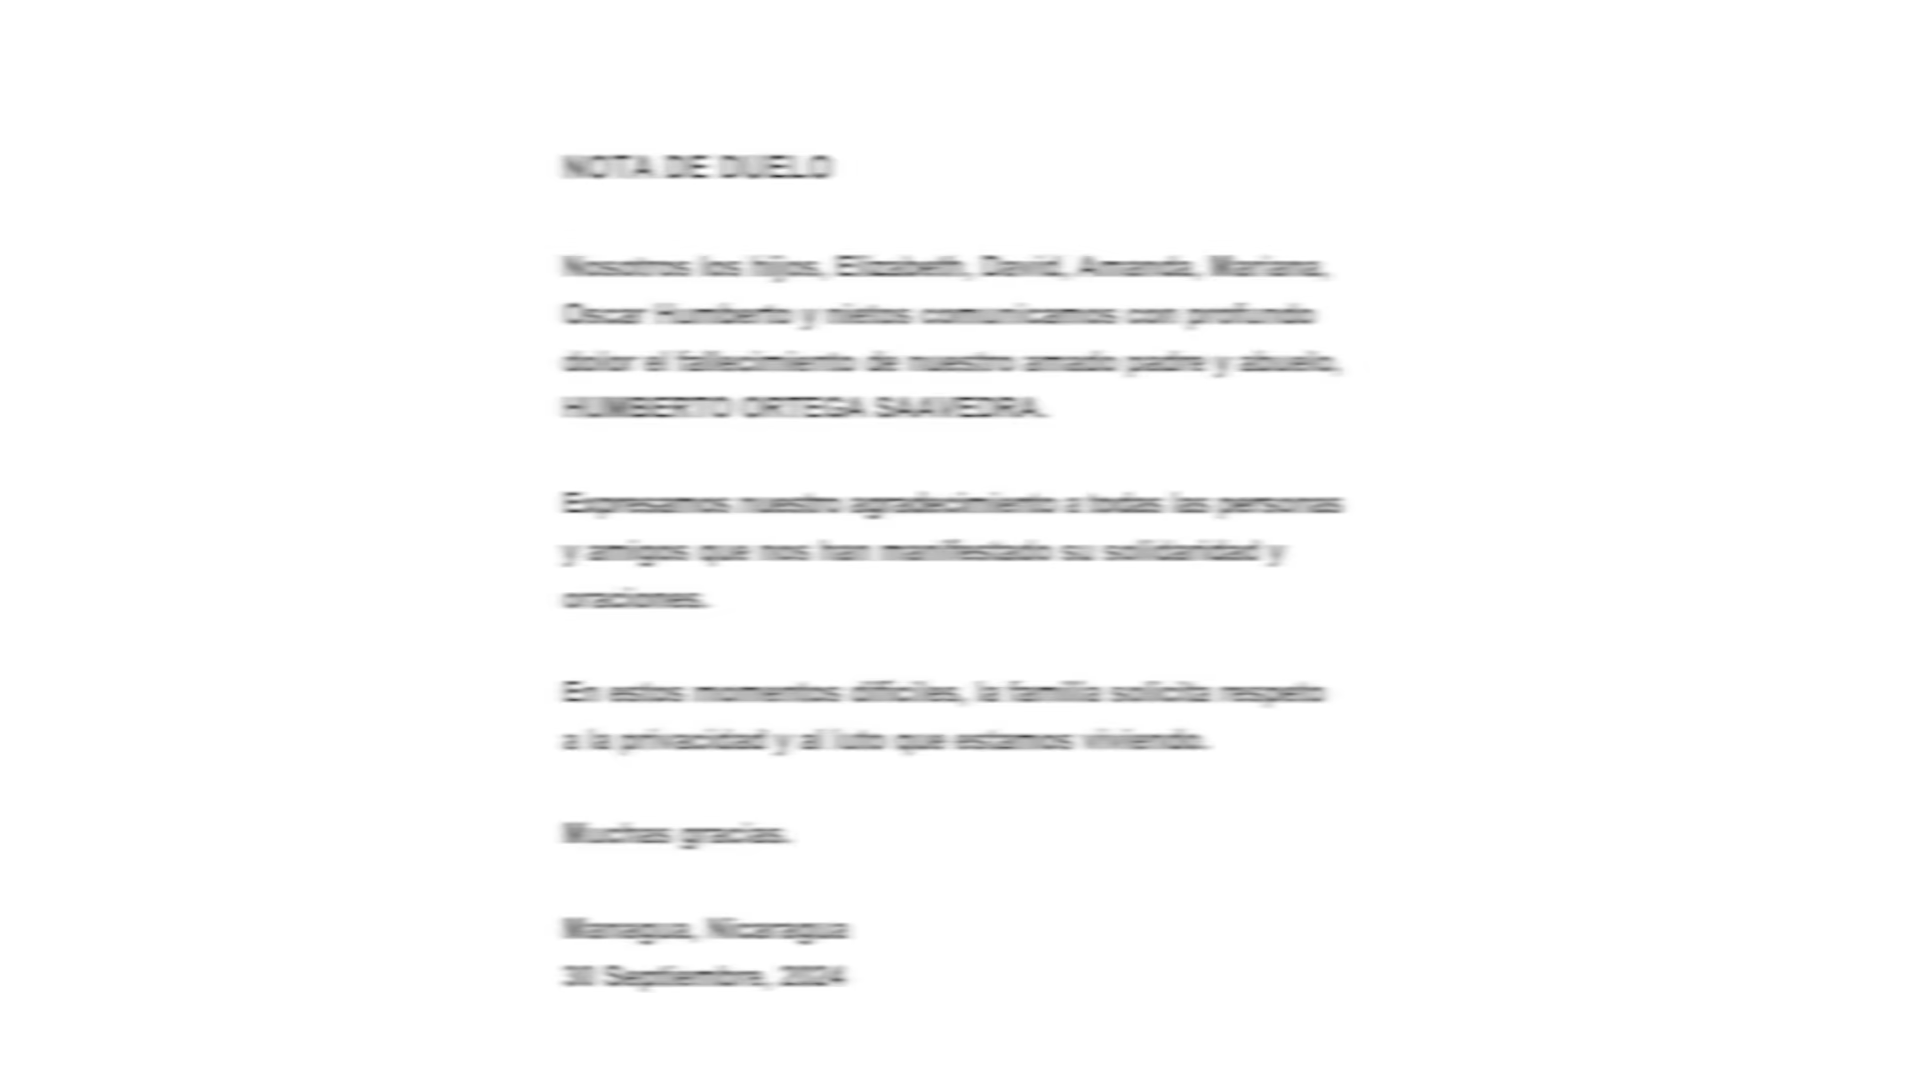 NOTA DE DUELO
Nosotros los hijos, Elizabeth, David, Amanda, Mariana,
Oscar Humberto y nietos comunicamos con profundo
dolor el fallecimiento de nuestro amado padre y abuelo,
HUMBERTO ORTEGA SAAVEDRA.
Expresamos nuestro agradecimiento a todas las personas
y amigos que nos han manifestado su solidaridad y
oraciones.
En estos momentos difíciles, la familia solicita respeto
a la privacidad y al luto que estamos viviendo.
Muchas gracias.
Managua, Nicaragua
30 Septiembre, 2024